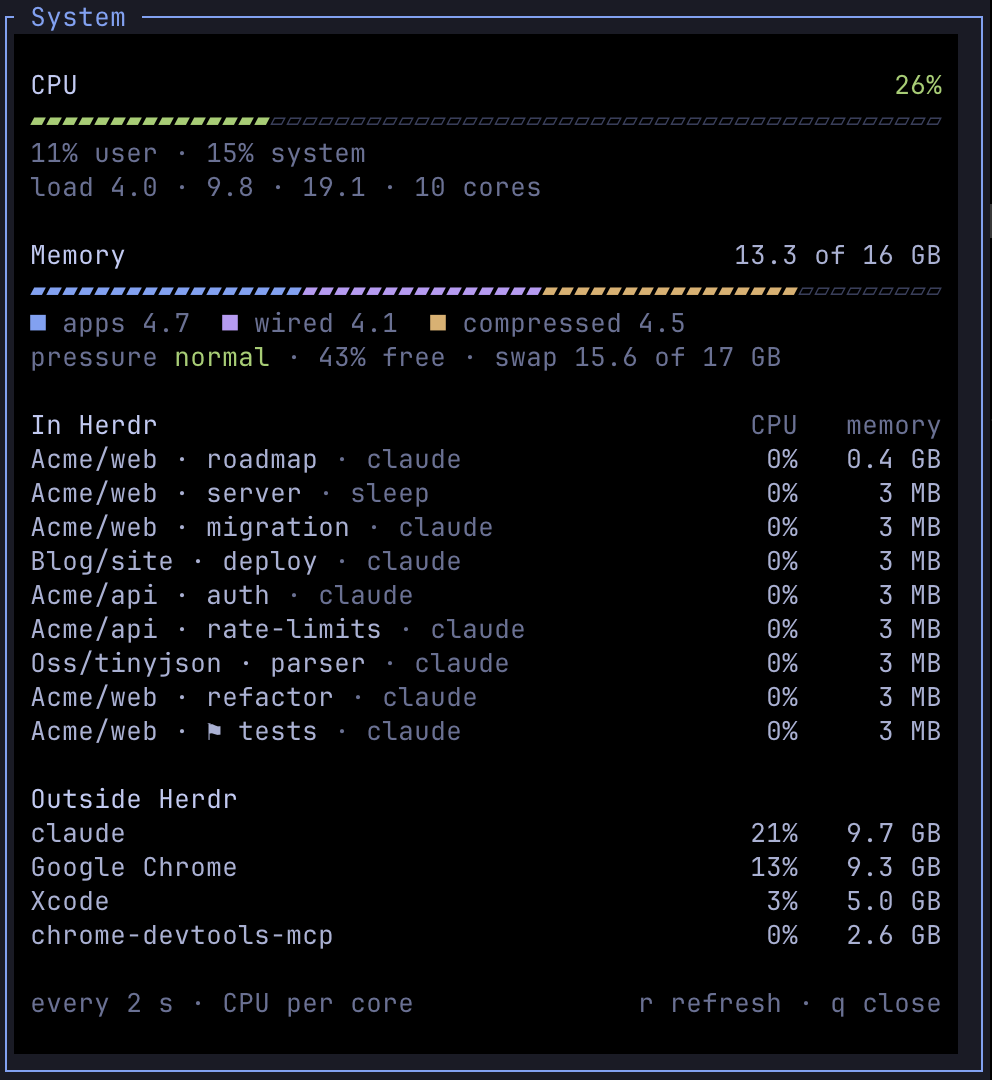 System
CPU 26%
11% user · 15% system
load 4.0 · 9.8 · 19.1 · 10 cores
Memory 13.3 of 16 GB
apps 4.7 wired 4.1 compressed 4.5
pressure normal · 43% free · swap 15.6 of 17 GB
In Herdr CPU memory
Acme/web · roadmap · claude 0% 0.4 GB
Acme/web · server · sleep 0% 3 MB
Acme/web · migration · claude 0% 3 MB
Blog/site · deploy · claude 0% 3 MB
Acme/api · auth · claude 0% 3 MB
Acme/api · rate-limits · claude 0% 3 MB
Oss/tinyjson · parser · claude 0% 3 MB
Acme/web · refactor · claude 0% 3 MB
Acme/web · ⚑ tests · claude 0% 3 MB
Outside Herdr
claude 21% 9.7 GB
Google Chrome 13% 9.3 GB
Xcode 3% 5.0 GB
chrome-devtools-mcp 0% 2.6 GB
every 2 s · CPU per core r refresh · q close